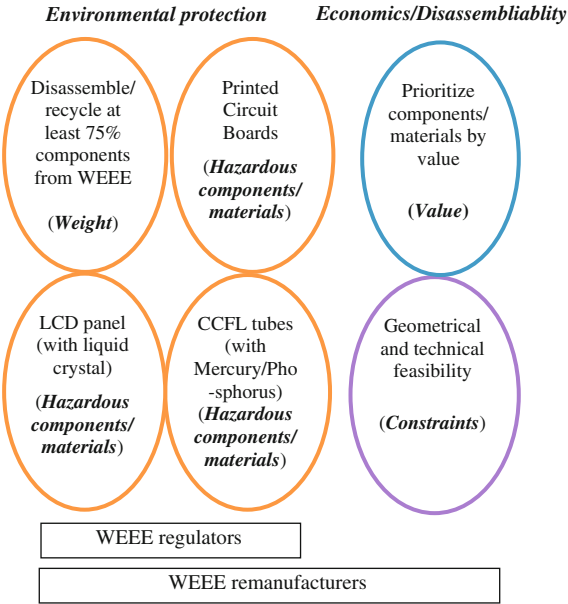 Environmental protection
Economics/Disassembliablity
Disassemble/
recycle at
least 75%
components
from WEEE
(Weight)
Printed
Circuit
Boards
(Hazardous
components/
materials)
Prioritize
components/
materials by
value
(Value)
LCD panel
(with liquid
crystal)
(Hazardous
components/
materials)
CCFL tubes
(with
Mercury/Pho
-sphorus)
(Hazardous
components/
materials)
Geometrical
and technical
feasibility
(Constraints)
WEEE regulators
WEEE remanufacturers